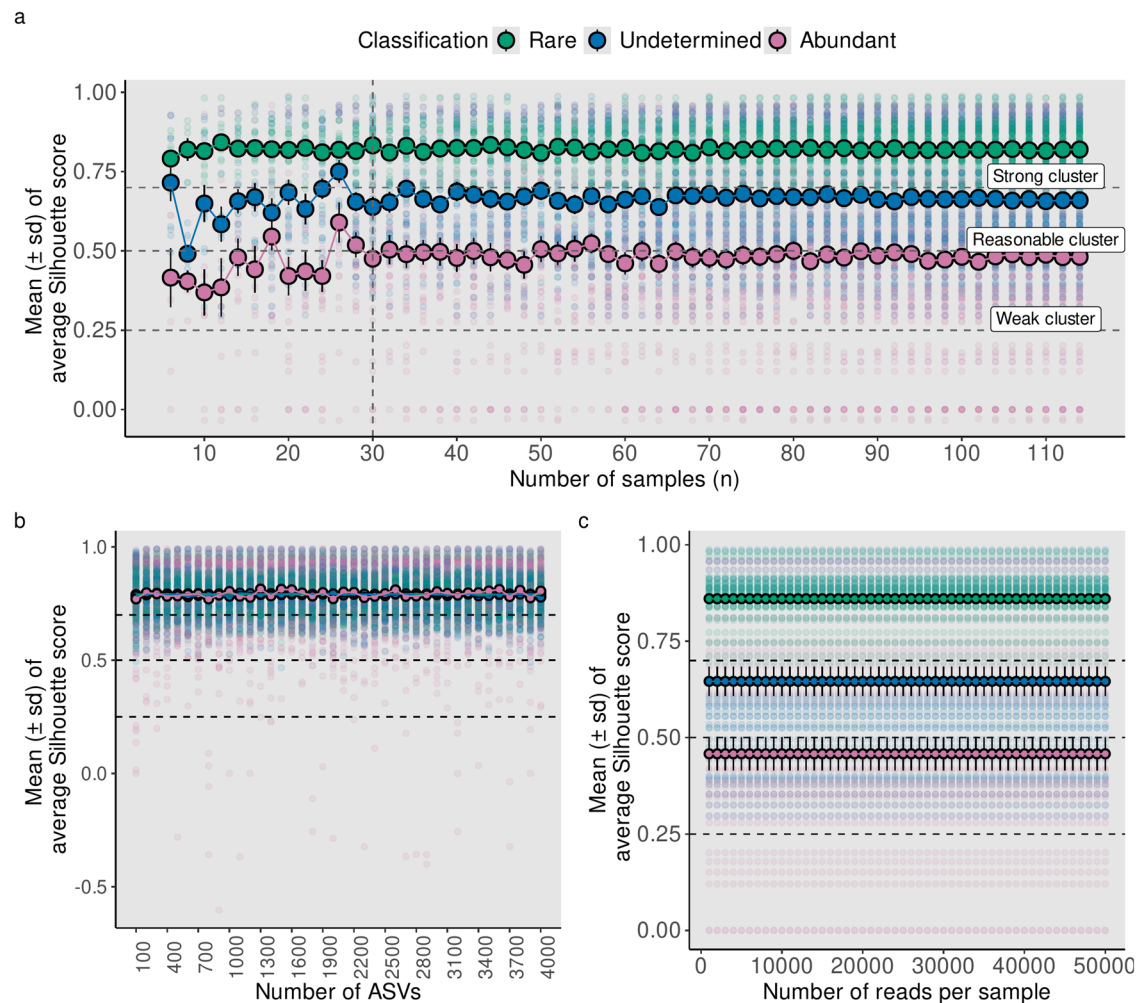 a
Classification Rare Undetermined Abundant
Mean (± sd) of
average Silhouette score
1.00
0.75
0.50
0.25
0.00
Strong cluster
Reasonable cluster
Weak cluster
10 20 30 40 50 60 70 80 90 100 110
Number of samples (n)
b
Mean (± sd) of
average Silhouette score
1.0
0.5
0.0
-0.5
100 400 700 1000 1300 1600 1900 2200 2500 2800 3100 3400 3700 4000
Number of ASVs
c
Mean (± sd) of
average Silhouette score
1.00
0.75
0.50
0.25
0.00
0 10000 20000 30000 40000 50000
Number of reads per sample